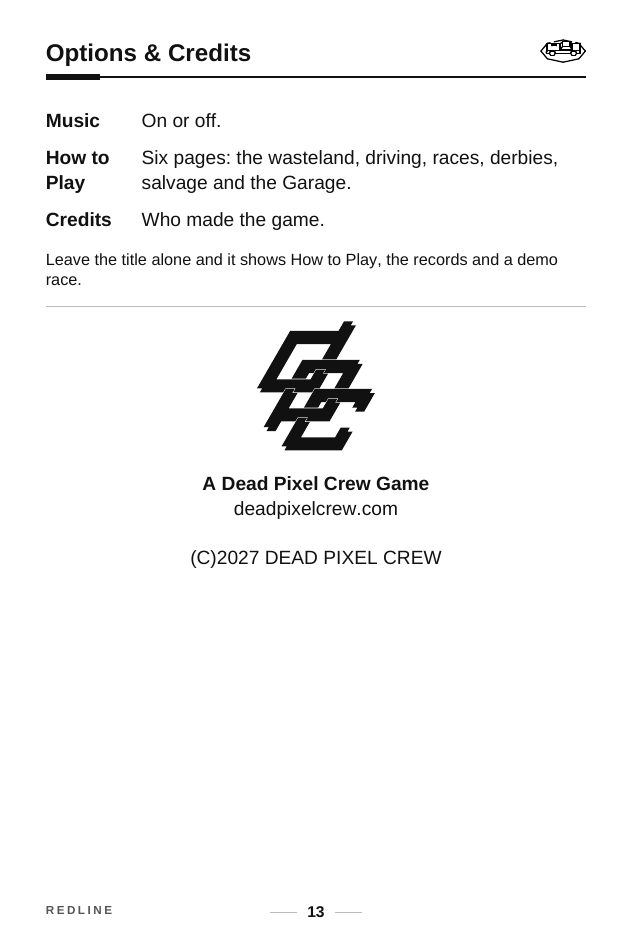 Options & Credits
Music On or off.
How to Play Six pages: the wasteland, driving, races, derbies,
salvage and the Garage.
Credits Who made the game.
Leave the title alone and it shows How to Play, the records and a demo
race.
DPC
A Dead Pixel Crew Game
deadpixelcrew.com
(C)2027 DEAD PIXEL CREW
REDLINE
13